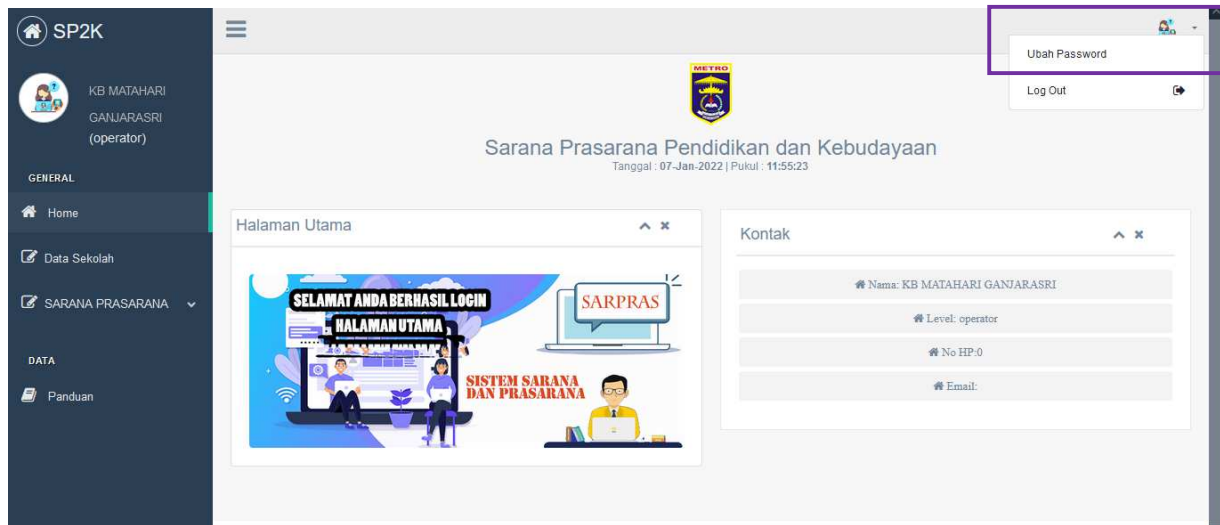 SP2K
KB MATAHARI
GANJARASRI
(operator)
GENERAL
Home
Data Sekolah
SARANA PRASARANA
DATA
Panduan
Ubah Password
Log Out
METRO
Sarana Prasarana Pendidikan dan Kebudayaan
Tanggal : 07-Jan-2022 | Pukul : 11:55:23
Halaman Utama
SELAMAT ANDA BERHASIL LOGIN
HALAMAN UTAMA
SARPRAS
SISTEM SARANA
DAN PRASARANA
Kontak
Nama: KB MATAHARI GANJARASRI
Level: operator
No HP:0
Email: